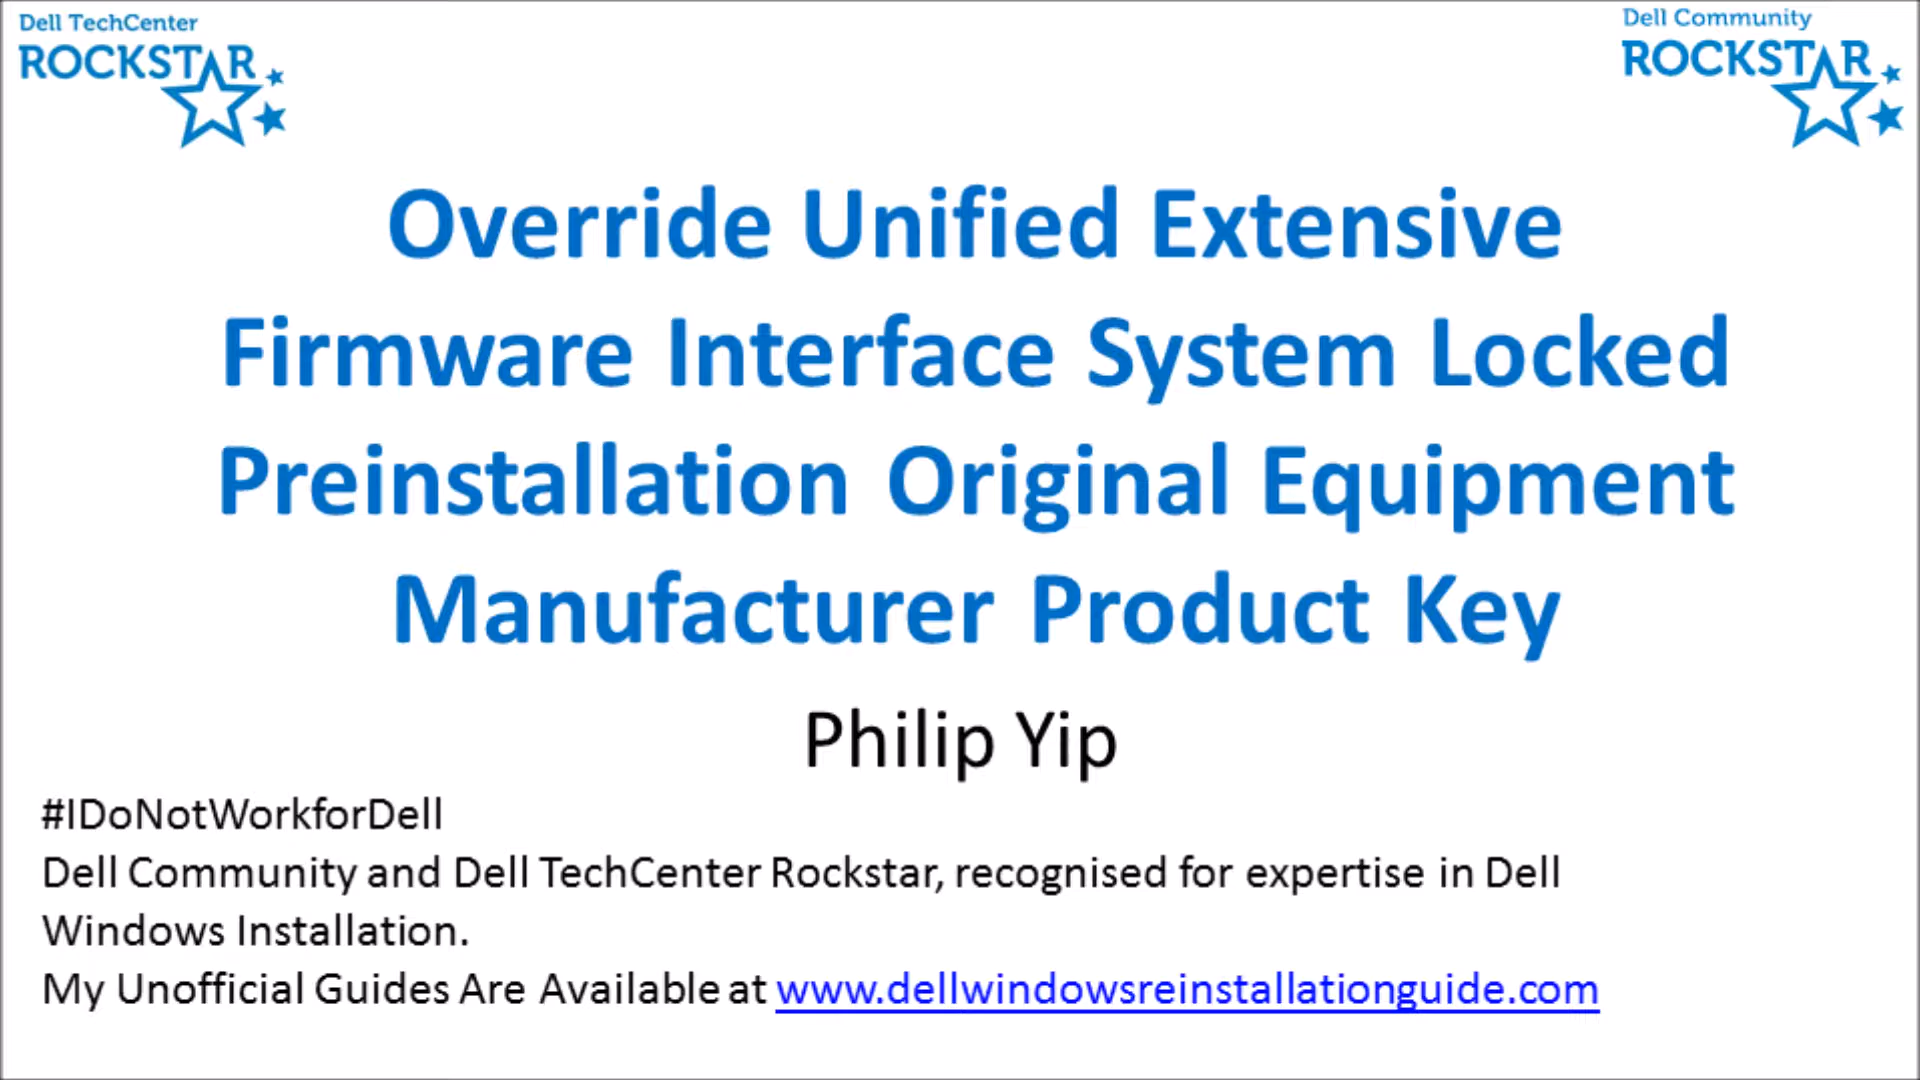 Dell TechCenter
ROCKSTAR
Dell Community
ROCKSTAR
Override Unified Extensive
Firmware Interface System Locked
Preinstallation Original Equipment
Manufacturer Product Key
Philip Yip
#IDoNotWorkforDell
Dell Community and Dell TechCenter Rockstar, recognised for expertise in Dell
Windows Installation.
My Unofficial Guides Are Available at www.dellwindowsreinstallationguide.com